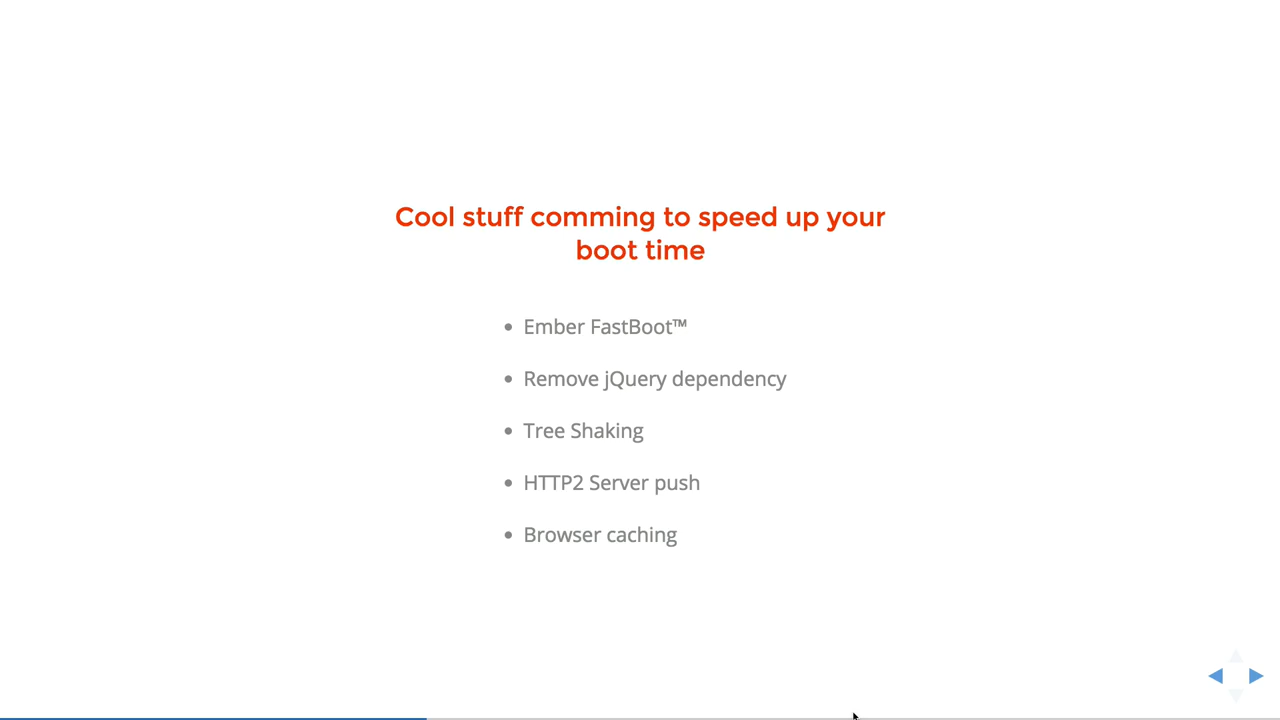 Cool stuff comming to speed up your
boot time
• Ember FastBoot™
• Remove jQuery dependency
• Tree Shaking
• HTTP2 Server push
• Browser caching